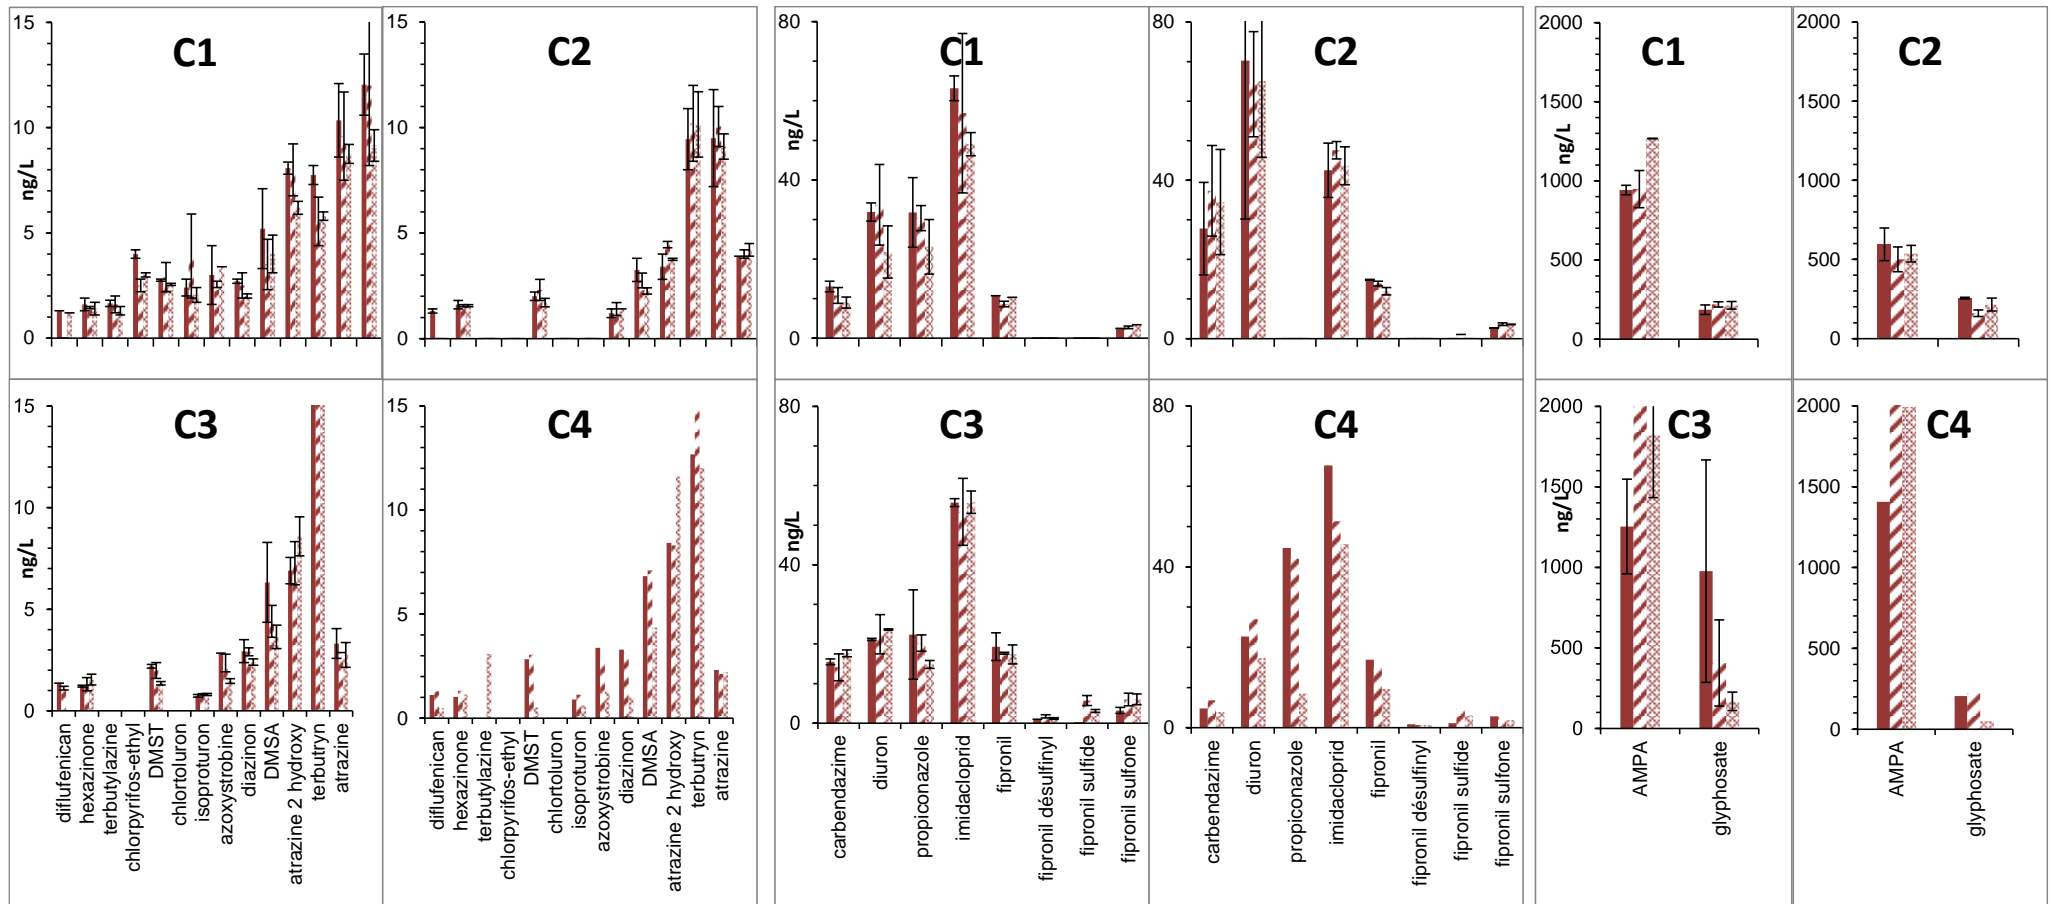 C1
15
10
5
0
ng/L
C2
15
10
5
0
C1
80
40
0
ng/L
C2
80
40
0
C1
2000
1500
1000
500
0
ng/L
C2
2000
1500
1000
500
0
C3
15
10
5
0
ng/L
diflufenican
hexazinone
terbutylazine
chlorpyrifos-ethyl
DMST
chlortoluron
isoproturon
azoxystrobine
diazinon
DMSA
atrazine 2 hydroxy
terbutryn
atrazine
C4
15
10
5
0
diflufenican
hexazinone
terbutylazine
chlorpyrifos-ethyl
DMST
chlortoluron
isoproturon
azoxystrobine
diazinon
DMSA
atrazine 2 hydroxy
terbutryn
atrazine
C3
80
40
0
ng/L
carbendazime
diuron
propiconazole
imidacloprid
fipronil
fipronil désulfinyl
fipronil sulfide
fipronil sulfone
C4
80
40
0
carbendazime
diuron
propiconazole
imidacloprid
fipronil
fipronil désulfinyl
fipronil sulfide
fipronil sulfone
C3
2000
1500
1000
500
0
ng/L
AMPA
glyphosate
C4
2000
1500
1000
500
0
AMPA
glyphosate